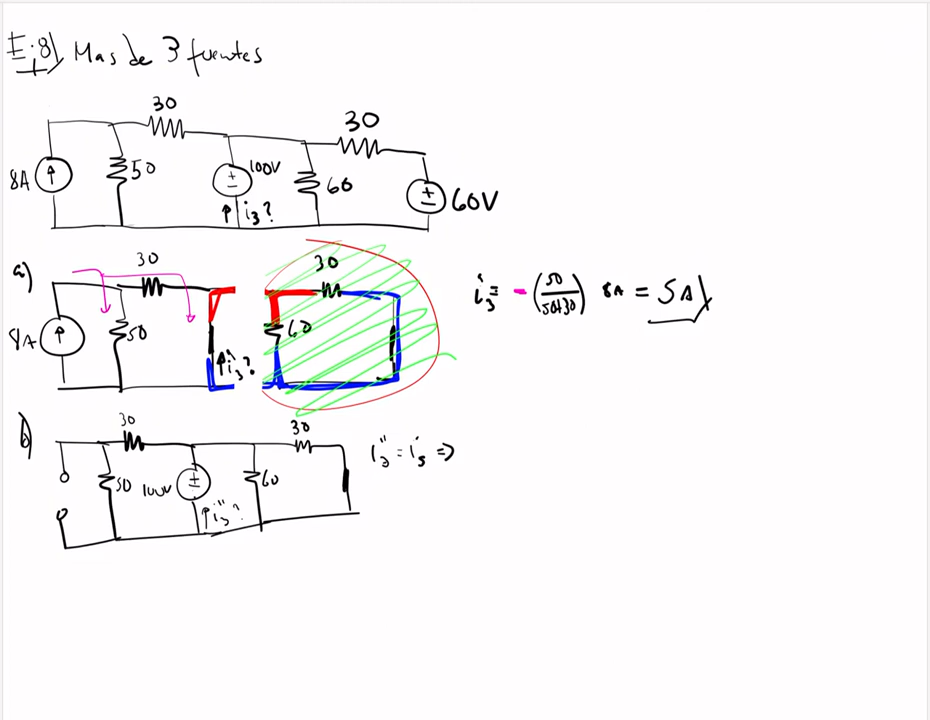 E.8) Mas de 3 fuentes
30
30
8A
50
100V
60
60V
i3?
a)
30
30
8A
50
i3'?
60
i3 = - (50/50+30) 8A = 5A
b)
30
30
50
100V
60
i3''?
i3'' = i3 =>